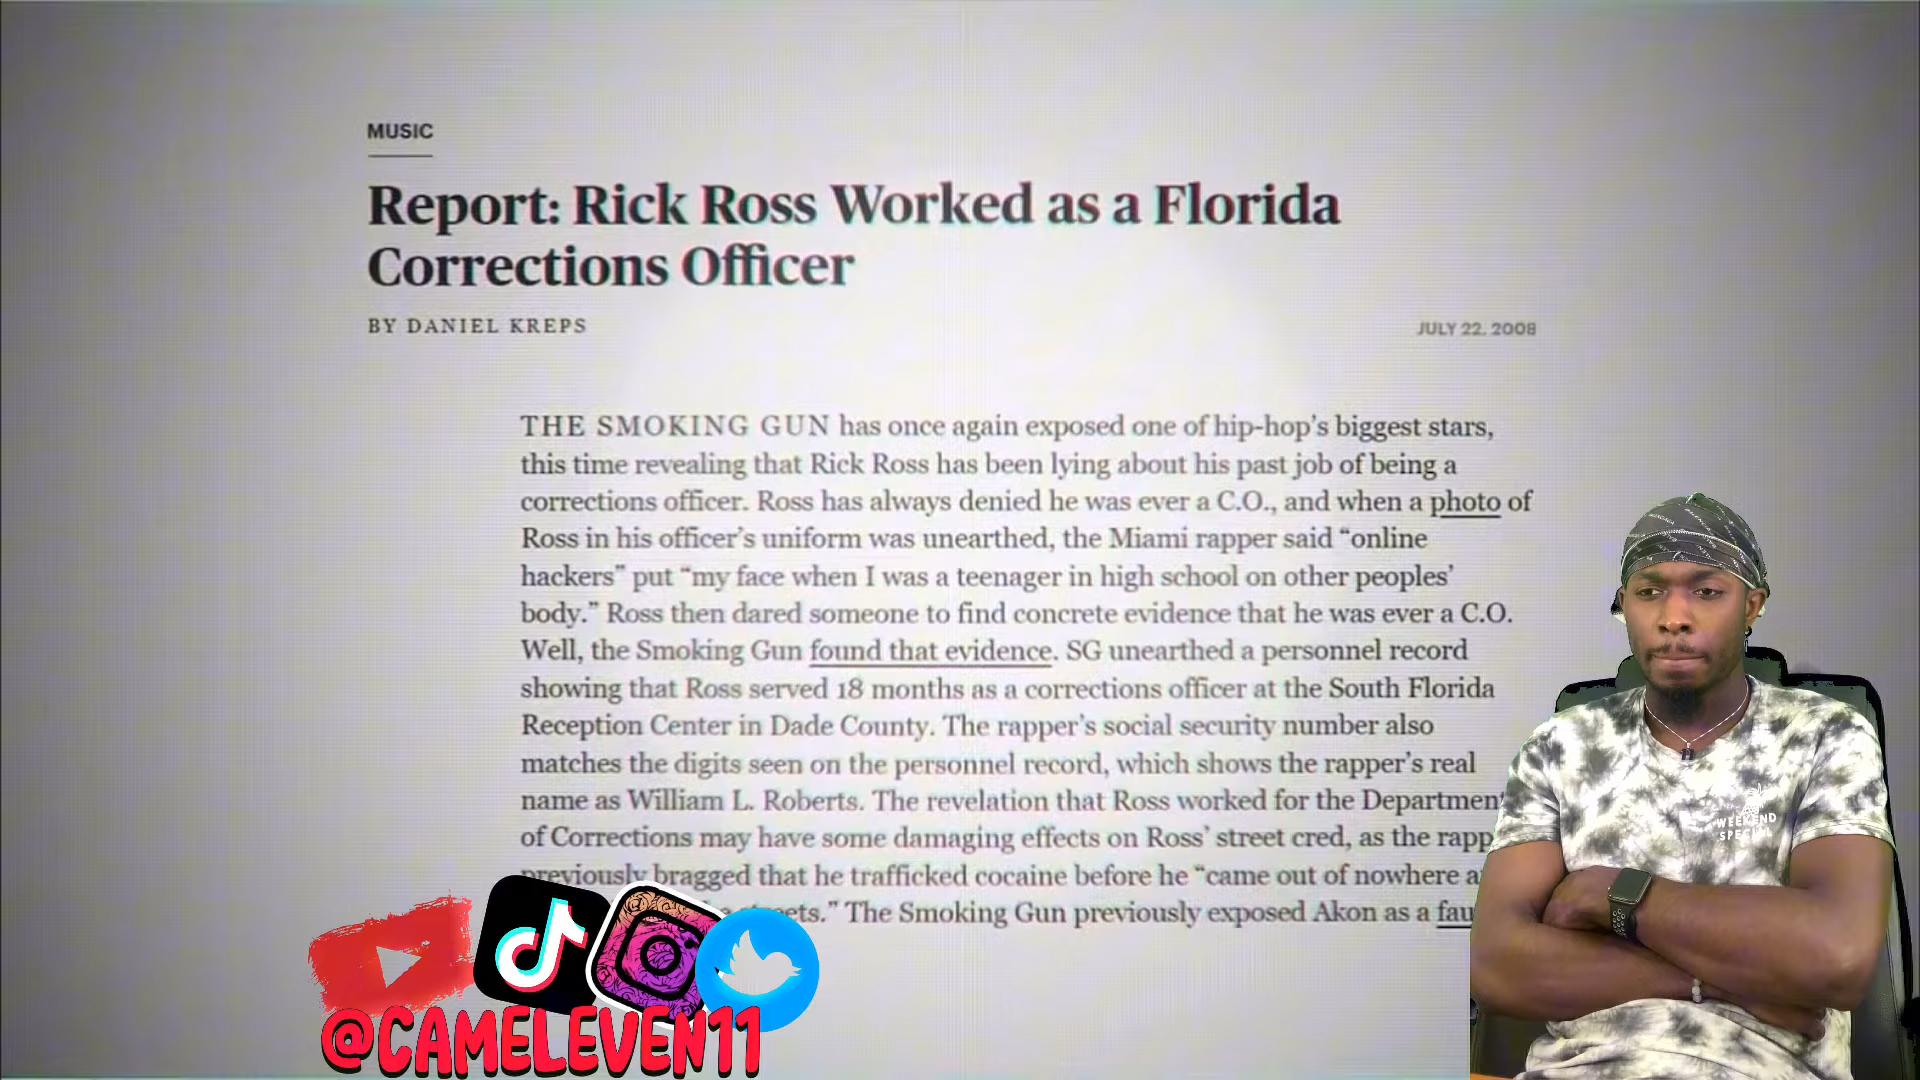 MUSIC
Report: Rick Ross Worked as a Florida
Corrections Officer
BY DANIEL KREPS
JULY 22, 2008
THE SMOKING GUN has once again exposed one of hip-hop's biggest stars,
this time revealing that Rick Ross has been lying about his past job of being a
corrections officer. Ross has always denied he was ever a C.O., and when a photo of
Ross in his officer's uniform was unearthed, the Miami rapper said “online
hackers” put “my face when I was a teenager in high school on other peoples'
body.” Ross then dared someone to find concrete evidence that he was ever a C.O.
Well, the Smoking Gun found that evidence. SG unearthed a personnel record
showing that Ross served 18 months as a corrections officer at the South Florida
Reception Center in Dade County. The rapper's social security number also
matches the digits seen on the personnel record, which shows the rapper's real
name as William L. Roberts. The revelation that Ross worked for the Departmen
of Corrections may have some damaging effects on Ross' street cred, as the rapp
previously bragged that he trafficked cocaine before he “came out of nowhere a
ets.” The Smoking Gun previously exposed Akon as a fau
WEEKEND
SPECIAL
@CAMELEVEN11